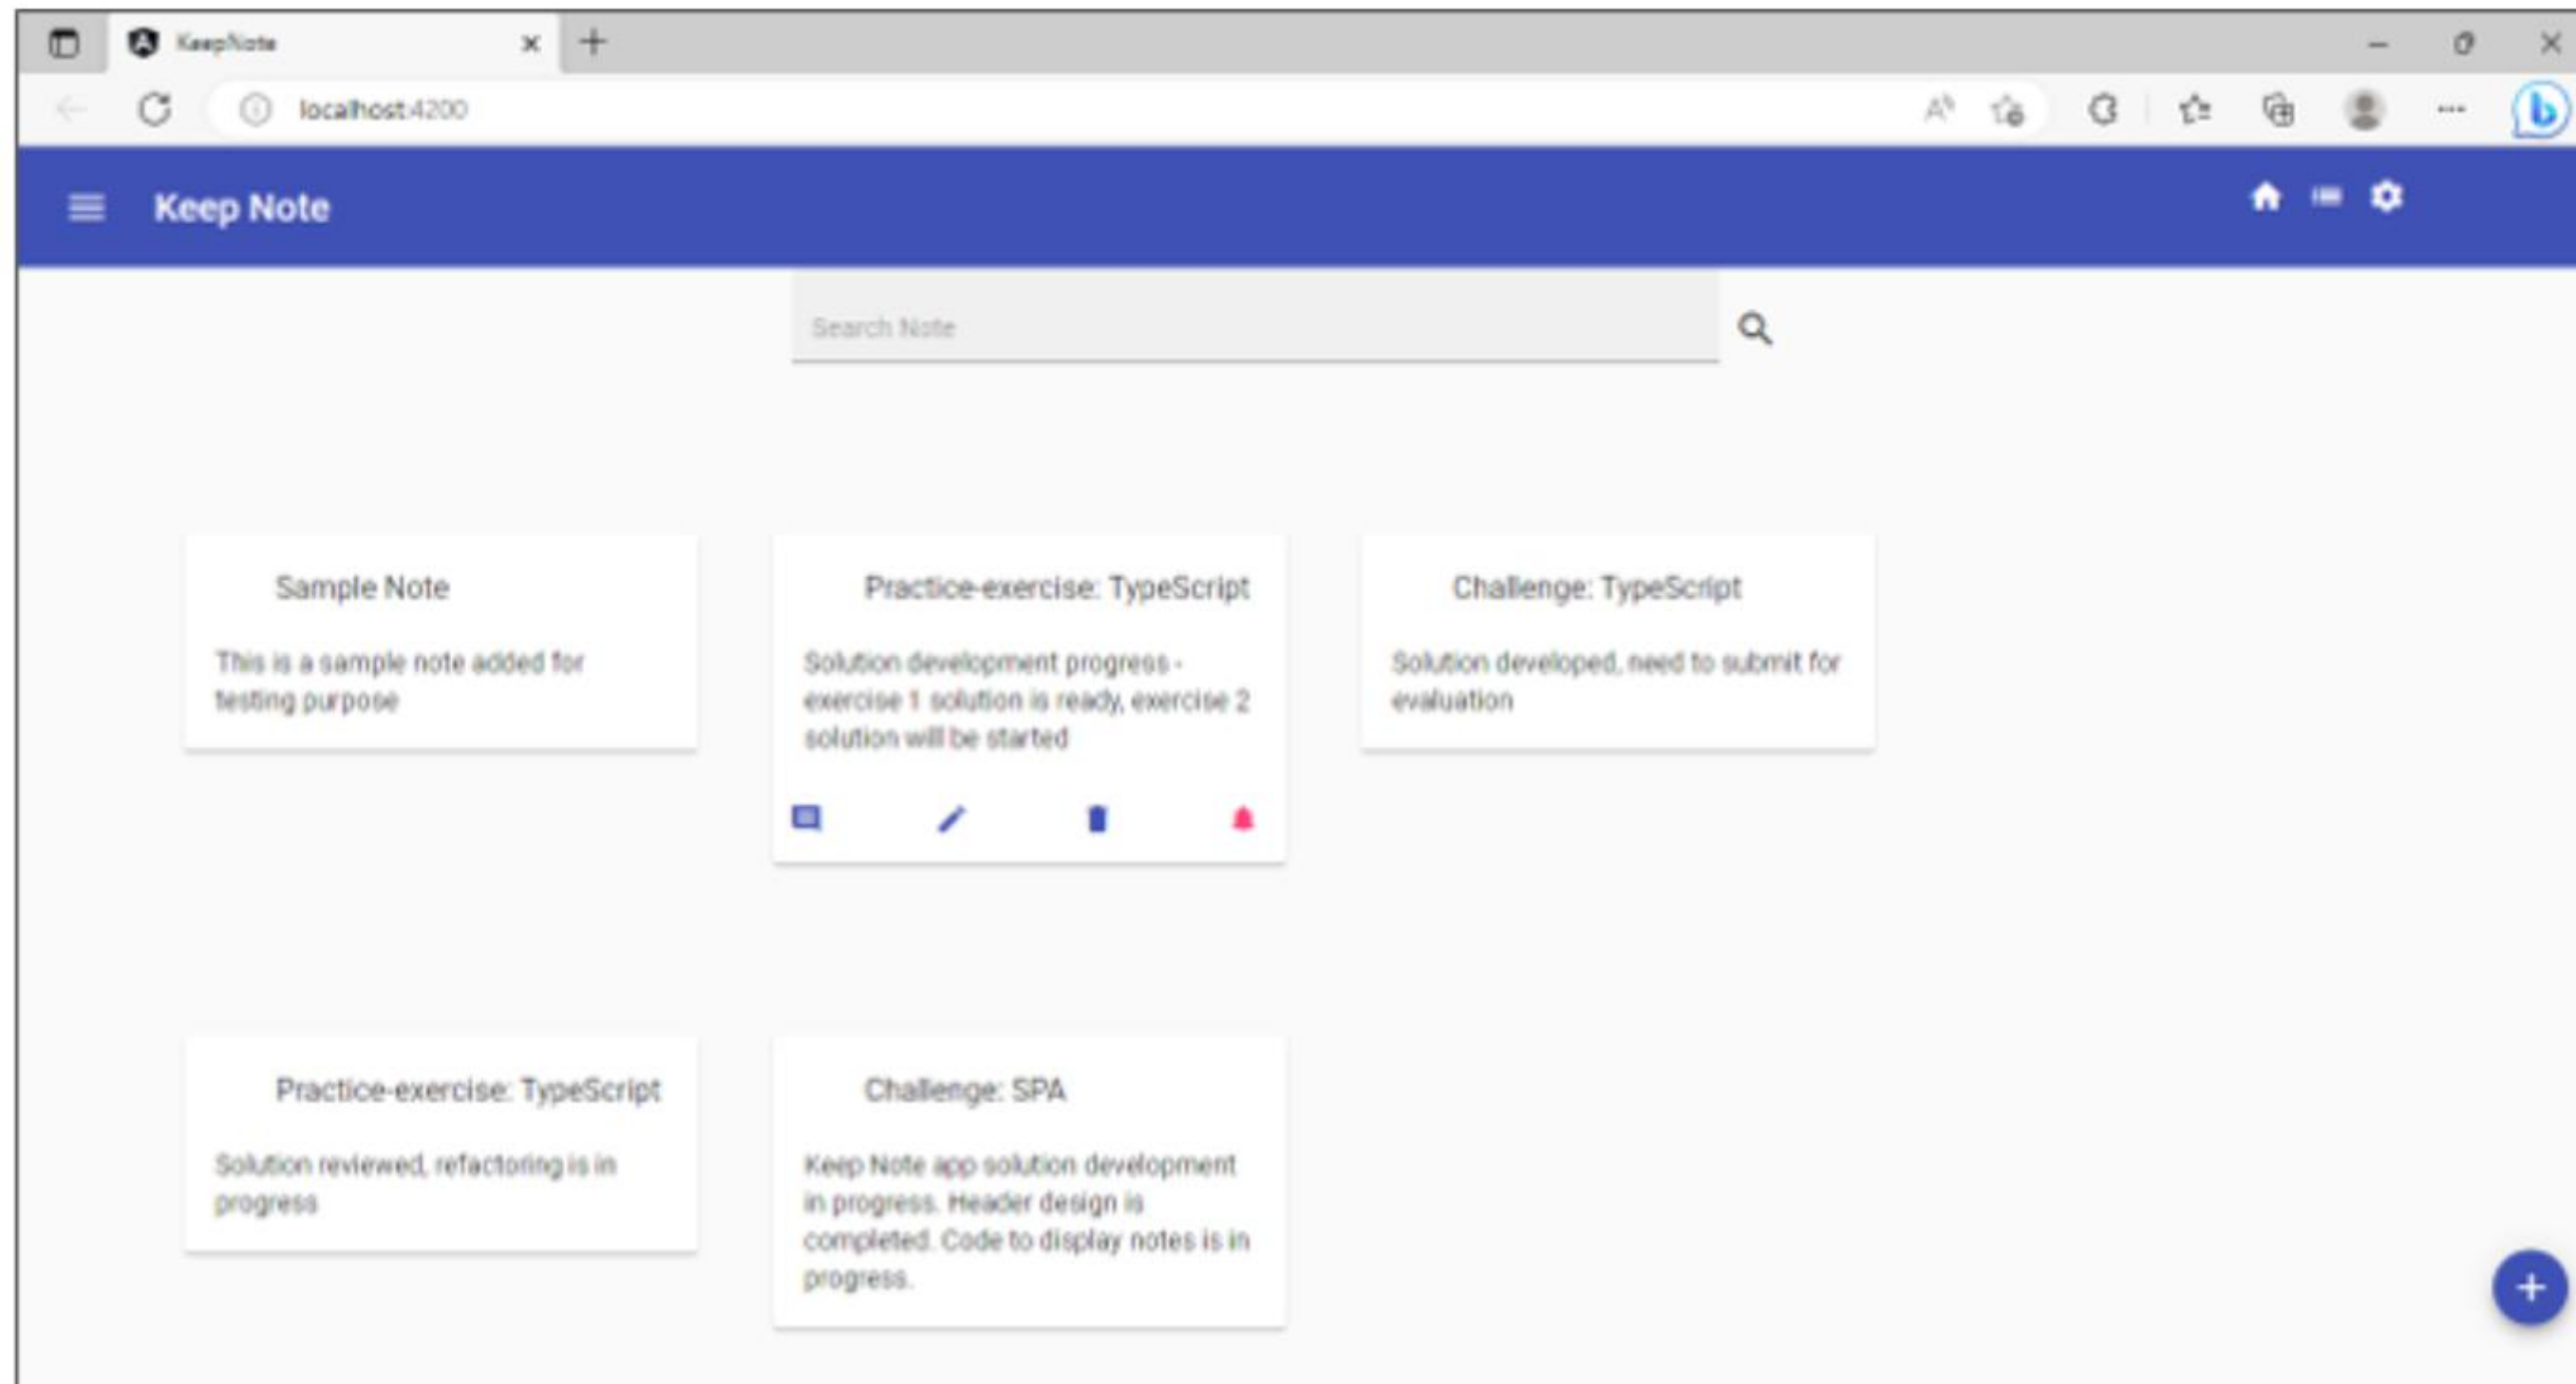 KeepNote
localhost:4200
Keep Note
Search Note
Sample Note
This is a sample note added for
testing purpose
Practice-exercise: TypeScript
Solution development progress -
exercise 1 solution is ready, exercise 2
solution will be started
Challenge: TypeScript
Solution developed, need to submit for
evaluation
Practice-exercise: TypeScript
Solution reviewed, refactoring is in
progress
Challenge: SPA
Keep Note app solution development
in progress. Header design is
completed. Code to display notes is in
progress.